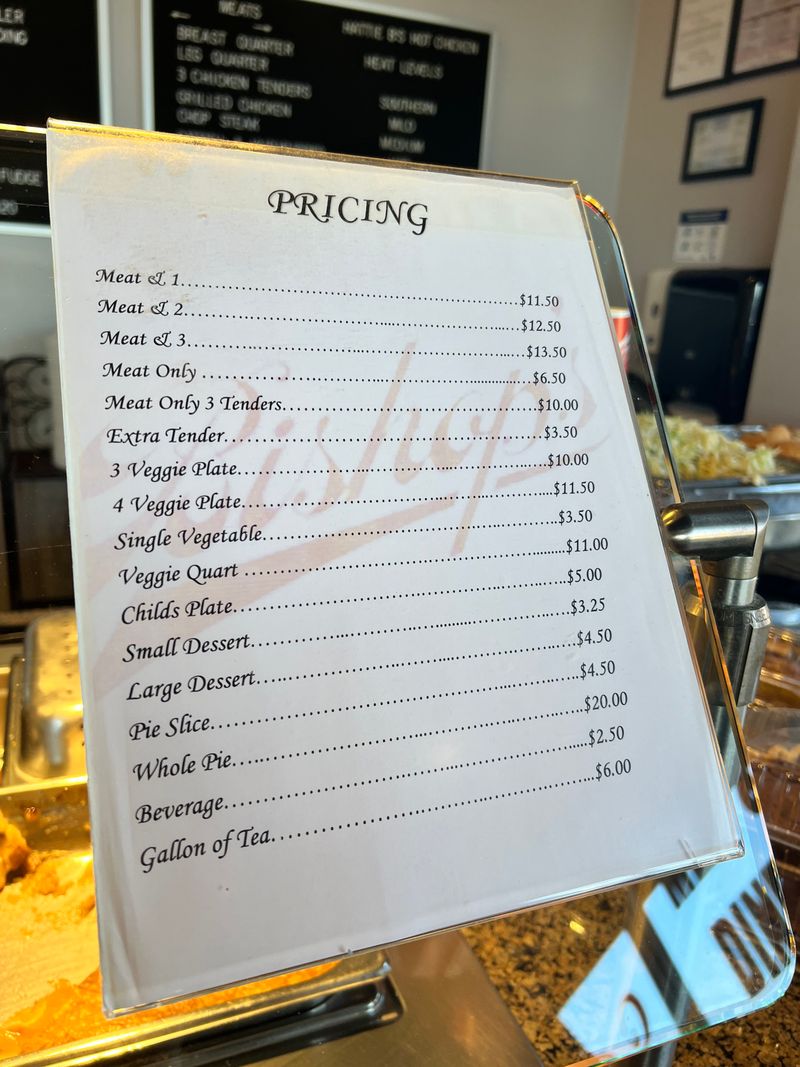 MEATS
BREAST QUARTER
LEG QUARTER
3 CHICKEN TENDERS
GRILLED CHICKEN
CHOP STEAK
HATTIE B'S HOT CHICKEN
HEAT LEVELS
SOUTHERN
MILD
MEDIUM
FUDGE
PRICING
Meat & 1 $11.50
Meat & 2 $12.50
Meat & 3 $13.50
Meat Only $6.50
Meat Only 3 Tenders $10.00
Extra Tender $3.50
3 Veggie Plate $10.00
4 Veggie Plate $11.50
Single Vegetable $3.50
Veggie Quart $11.00
Childs Plate $5.00
Small Dessert $3.25
Large Dessert $4.50
Pie Slice $4.50
Whole Pie $20.00
Beverage $2.50
Gallon of Tea $6.00
Bishop's